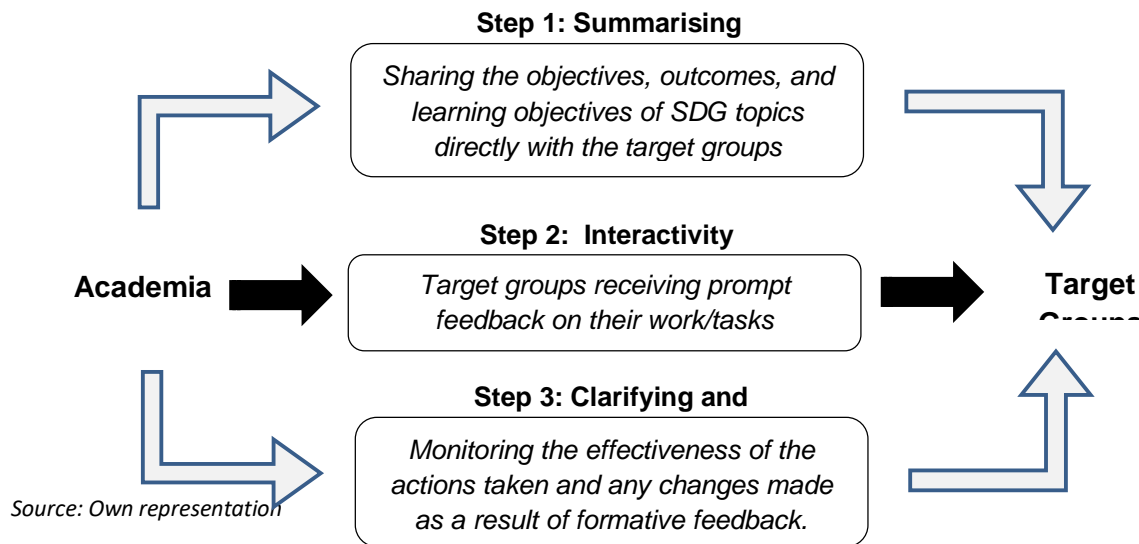 Step 1: Summarising
Sharing the objectives, outcomes, and
learning objectives of SDG topics
directly with the target groups
Step 2: Interactivity
Academia
Target groups receiving prompt
feedback on their work/tasks
Target
Groups
Step 3: Clarifying and
Monitoring the effectiveness of the
actions taken and any changes made
as a result of formative feedback.
Source: Own representation